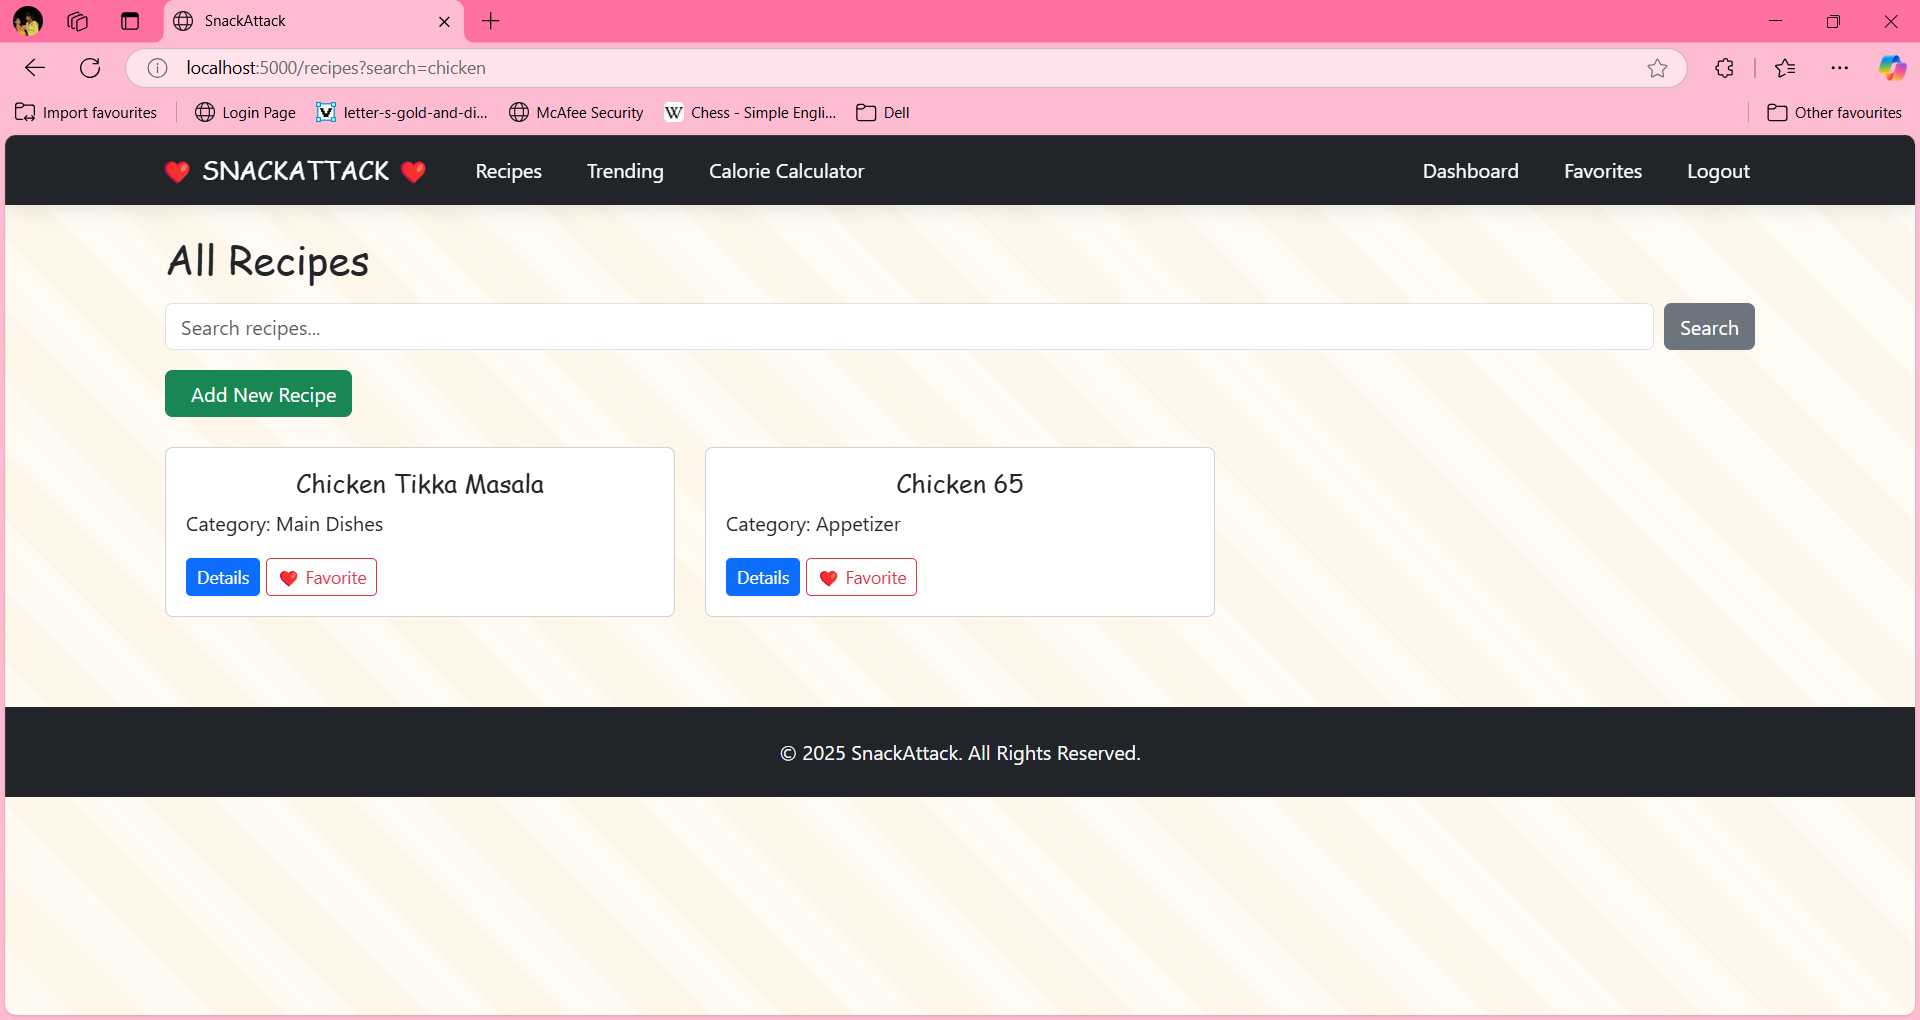 SnackAttack
localhost:5000/recipes?search=chicken
Import favourites
Login Page
letter-s-gold-and-di...
McAfee Security
W Chess - Simple Engli...
Dell
Other favourites
❤️ SNACKATTACK ❤️
Recipes
Trending
Calorie Calculator
Dashboard
Favorites
Logout
All Recipes
Search recipes...
Search
Add New Recipe
Chicken Tikka Masala
Category: Main Dishes
Details
❤️ Favorite
Chicken 65
Category: Appetizer
Details
❤️ Favorite
© 2025 SnackAttack. All Rights Reserved.